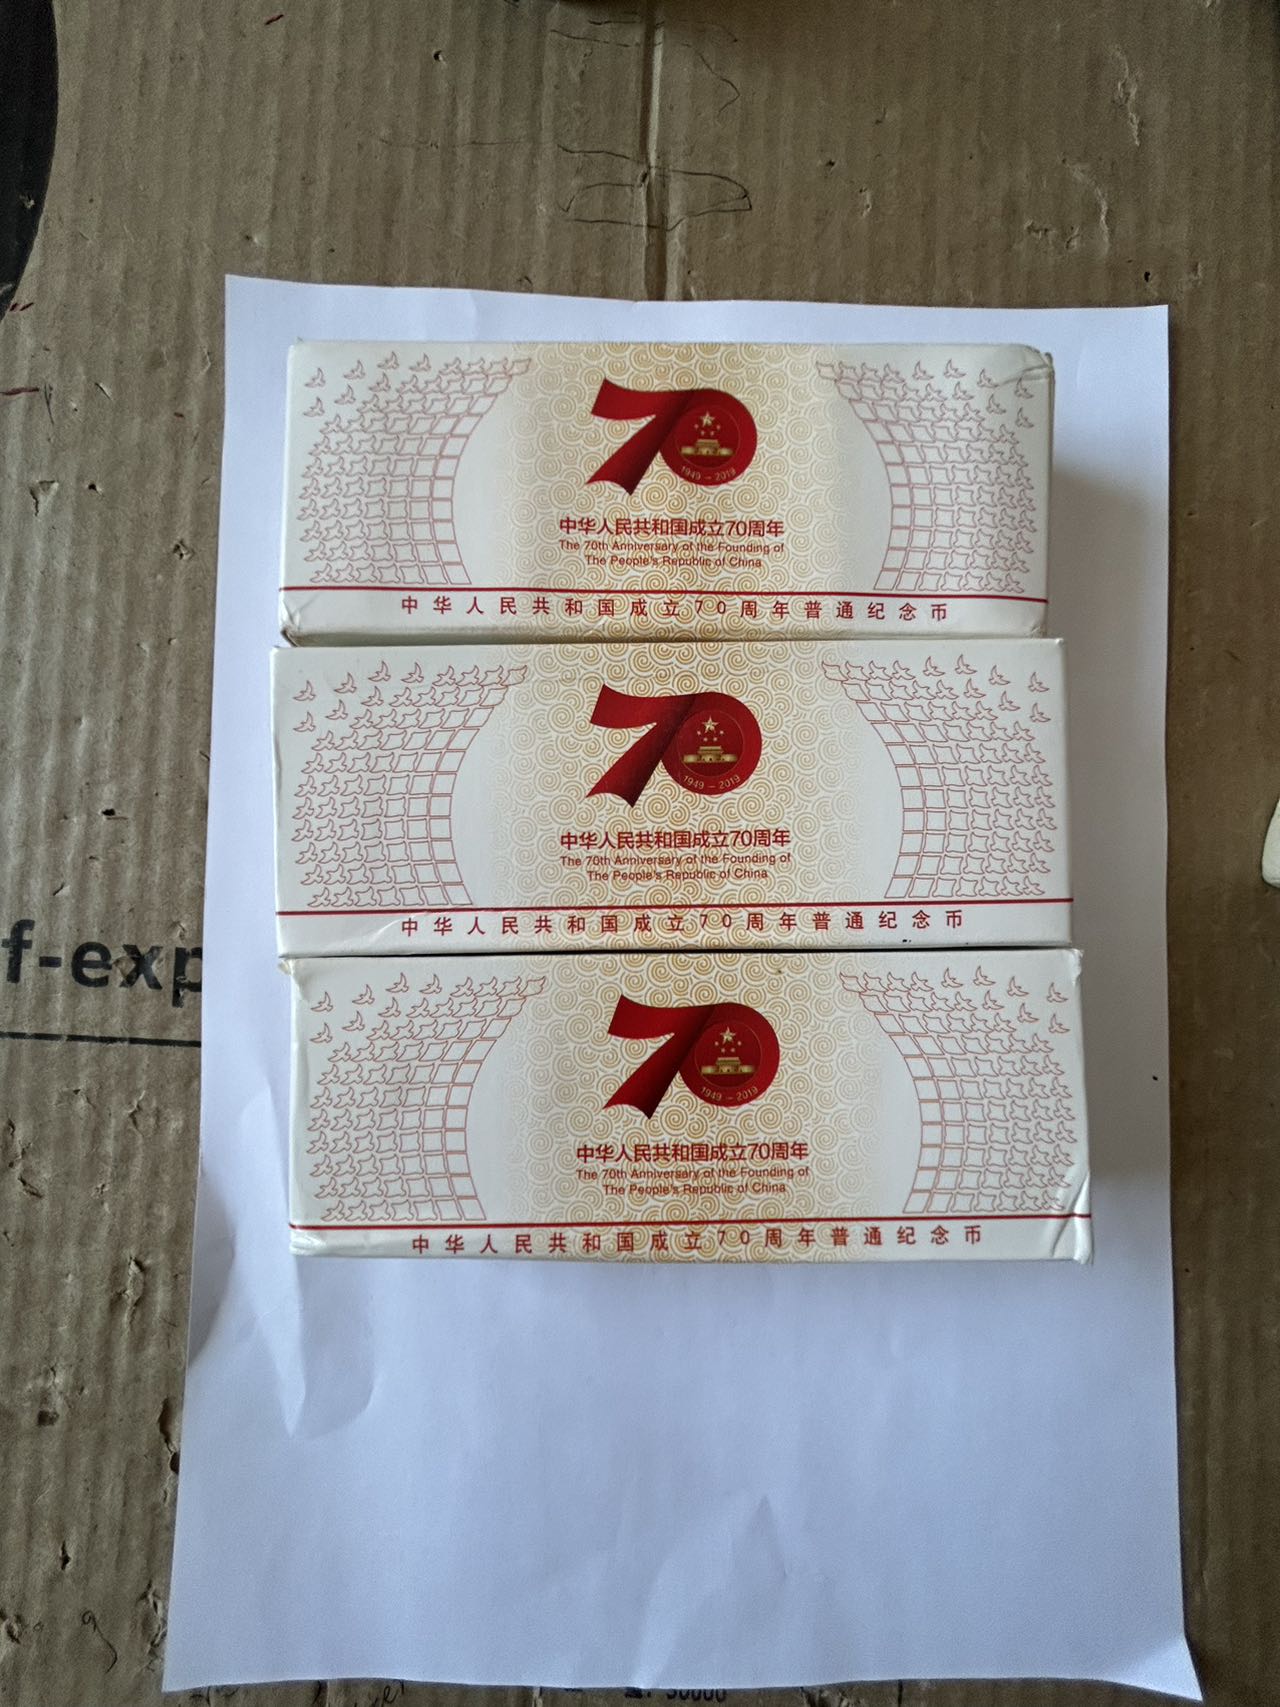 70
1949-2019
中华人民共和国成立70周年
The 70th Anniversary of the Founding of
The People's Republic of China
中华人民共和国成立70周年普通纪念币
70
1949-2019
中华人民共和国成立70周年
The 70th Anniversary of the Founding of
The People's Republic of China
中华人民共和国成立70周年普通纪念币
f-exp
70
1949-2019
中华人民共和国成立70周年
The 70th Anniversary of the Founding of
The People's Republic of China
中华人民共和国成立70周年普通纪念币